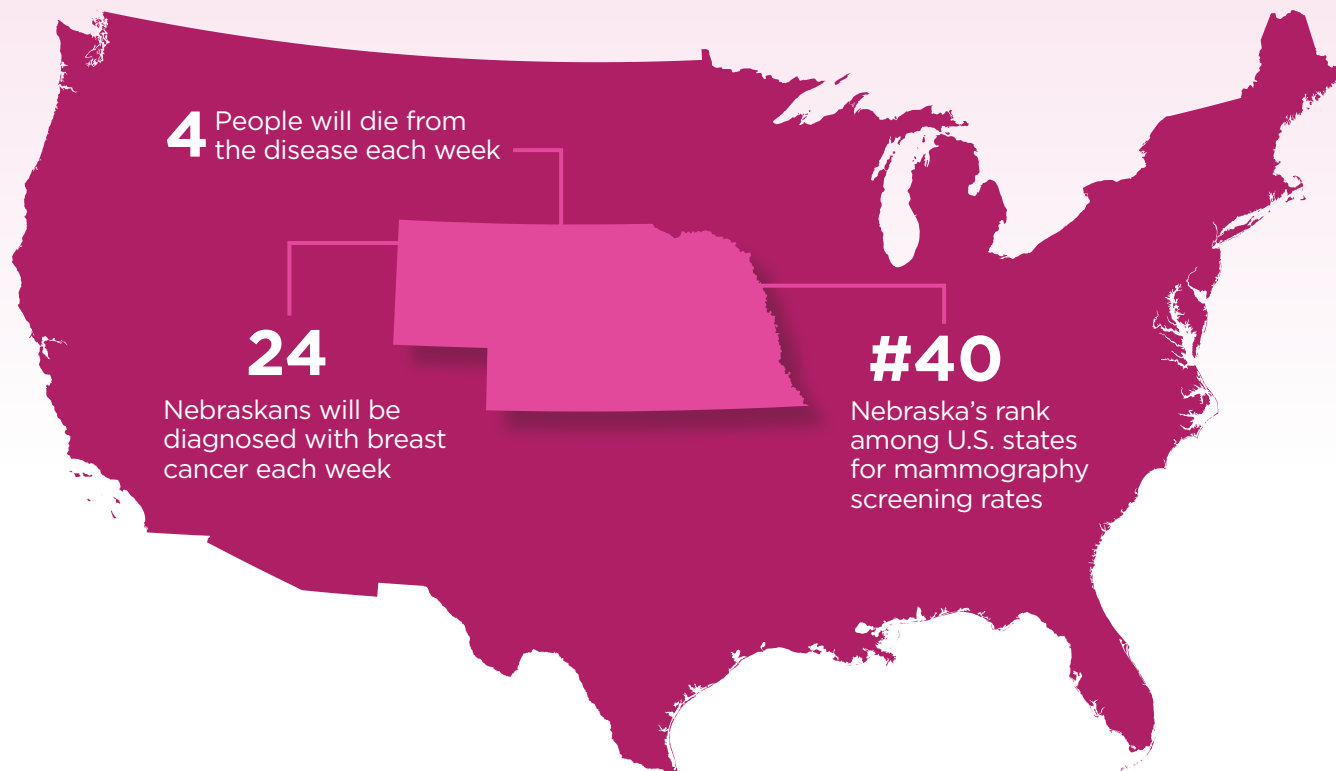 4 People will die from
the disease each week
24
Nebraskans will be
diagnosed with breast
cancer each week
#40
Nebraska’s rank
among U.S. states
for mammography
screening rates